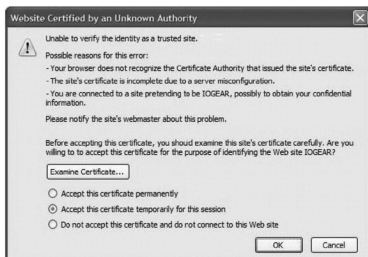 Website Certified by an Unknown Authority
Unable to verify the identity as a trusted site.
Possible reasons for this error:
- Your browser does not recognize the Certificate Authority that issued the site's certificate.
- The site's certificate is incomplete due to a server misconfiguration.
- You are connected to a site pretending to be IOGEAR, possibly to obtain your confidential
information.
Please notify the site's webmaster about this problem.
Before accepting this certificate, you should examine this site's certificate carefully. Are you
willing to to accept this certificate for the purpose of identifying the Web site IOGEAR?
Examine Certificate...
Accept this certificate permanently
Accept this certificate temporarily for this session
Do not accept this certificate and do not connect to this Web site
OK Cancel